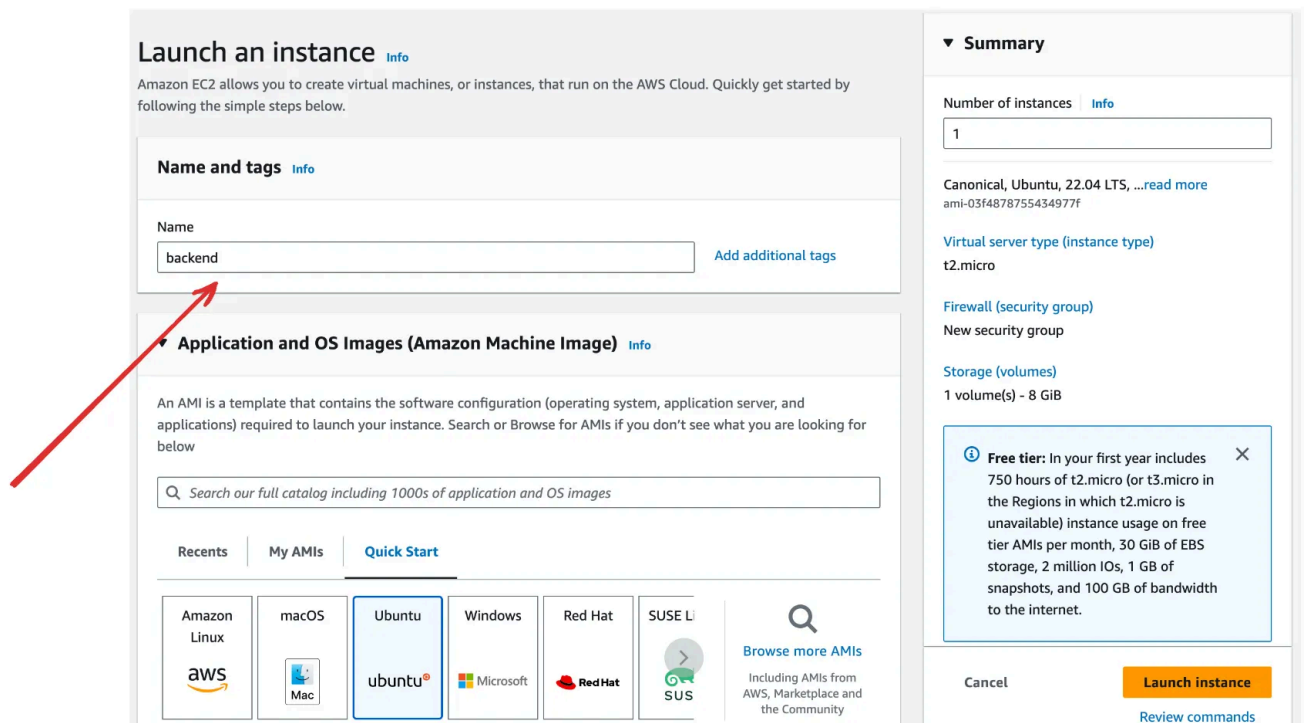 Launch an instance Info
Amazon EC2 allows you to create virtual machines, or instances, that run on the AWS Cloud. Quickly get started by
following the simple steps below.
Name and tags Info
Name
backend
Add additional tags
Application and OS Images (Amazon Machine Image) Info
An AMI is a template that contains the software configuration (operating system, application server, and
applications) required to launch your instance. Search or Browse for AMIs if you don't see what you are looking for
below
Search our full catalog including 1000s of application and OS images
Recents
My AMIs
Quick Start
Amazon
Linux
aws
macOS
Mac
Ubuntu
ubuntu
Windows
Microsoft
Red Hat
Red Hat
SUSE Li
SUS
Browse more AMIs
Including AMIs from
AWS, Marketplace and
the Community
Summary
Number of instances Info
1
Canonical, Ubuntu, 22.04 LTS, ...read more
ami-03f4878755434977f
Virtual server type (instance type)
t2.micro
Firewall (security group)
New security group
Storage (volumes)
1 volume(s) - 8 GiB
Free tier: In your first year includes
750 hours of t2.micro (or t3.micro in
the Regions in which t2.micro is
unavailable) instance usage on free
tier AMIs per month, 30 GiB of EBS
storage, 2 million IOs, 1 GB of
snapshots, and 100 GB of bandwidth
to the internet.
Cancel
Launch instance
Review commands